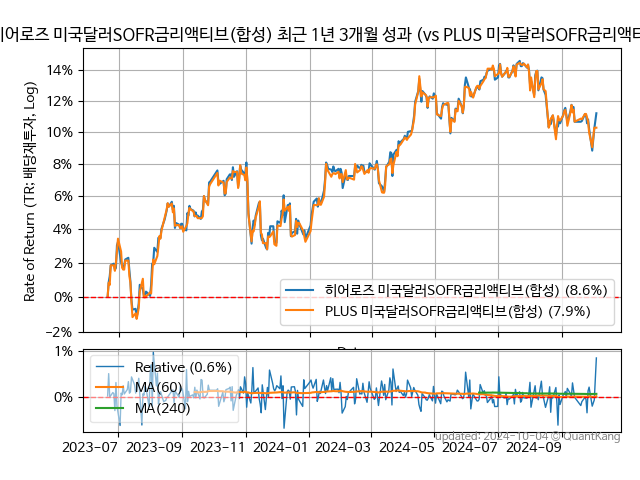 히어로즈 미국달러SOFR금리액티브(합성) 최근 1년 3개월 성과 (vs PLUS 미국달러SOFR금리액티
Rate of Return (TR: 배당재투자, Log)
14%
12%
10%
8%
6%
4%
2%
0%
-2%
히어로즈 미국달러SOFR금리액티브(합성) (8.6%)
PLUS 미국달러SOFR금리액티브(합성) (7.9%)
1%
0%
Relative (0.6%)
MA(60)
MA(240)
2023-07 2023-09 2023-11 2024-01 2024-03 2024-05 2024-07 2024-09
updated: 2024-10-04 © QuantKang